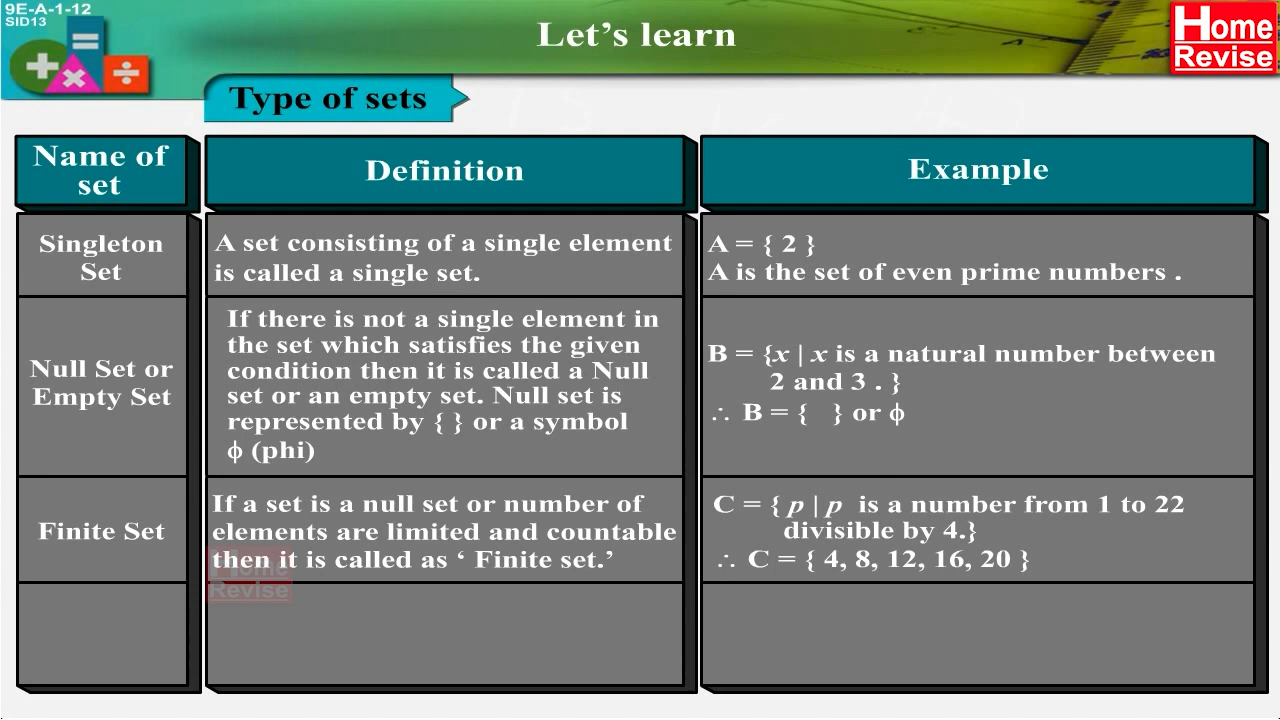 9E-A-1-12
SID13
Let's learn
Home
Revise
Type of sets
Name of
set
Definition
Example
Singleton
Set
A set consisting of a single element
is called a single set.
A = { 2 }
A is the set of even prime numbers .
Null Set or
Empty Set
If there is not a single element in
the set which satisfies the given
condition then it is called a Null
set or an empty set. Null set is
represented by { } or a symbol
ϕ (phi)
B = {x | x is a natural number between
2 and 3 . }
∴ B = { } or ϕ
Finite Set
If a set is a null set or number of
elements are limited and countable
then it is called as ‘ Finite set.’
C = { p | p is a number from 1 to 22
divisible by 4.}
∴ C = { 4, 8, 12, 16, 20 }
Home
Revise